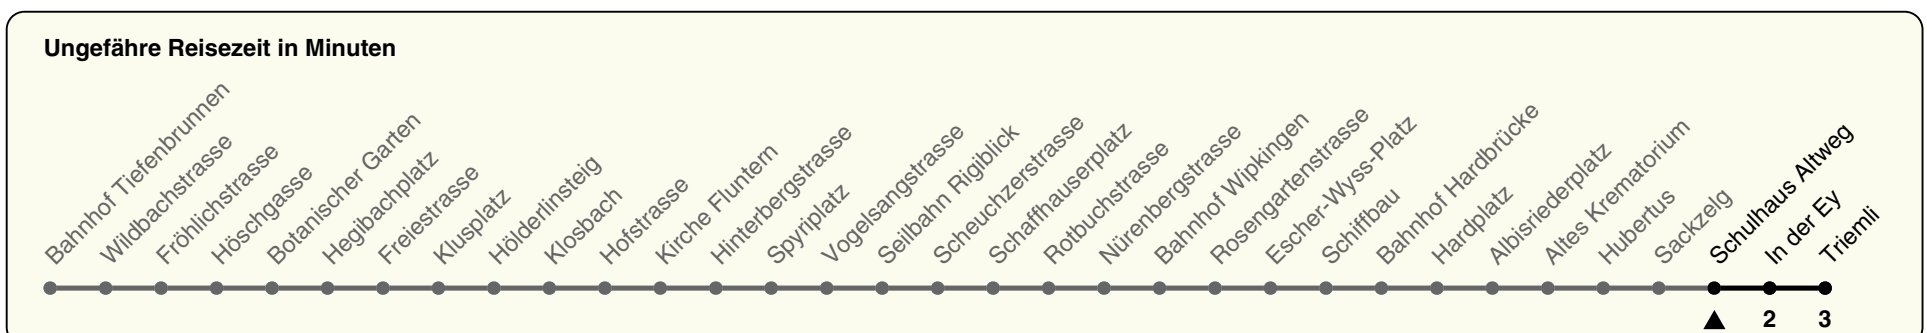 Ungefähre Reisezeit in Minuten
Bahnhof Tiefenbrunnen
Wildbachstrasse
Fröhlichstrasse
Höschgasse
Botanischer Garten
Hegibachplatz
Freiestrasse
Klusplatz
Hölderlinsteig
Klosbach
Hofstrasse
Kirche Fluntern
Hinterbergstrasse
Spyriplatz
Vogelsangstrasse
Seilbahn Rigiblick
Scheuchzerstrasse
Schaffhauserplatz
Rotbuchstrasse
Nürenbergstrasse
Bahnhof Wipkingen
Rosengartenstrasse
Escher-Wyss-Platz
Schiffbau
Bahnhof Hardbrücke
Hardplatz
Albisriederplatz
Altes Krematorium
Hubertus
Sackzelg
Schulhaus Altweg
In der Ey
Triemli
2 3